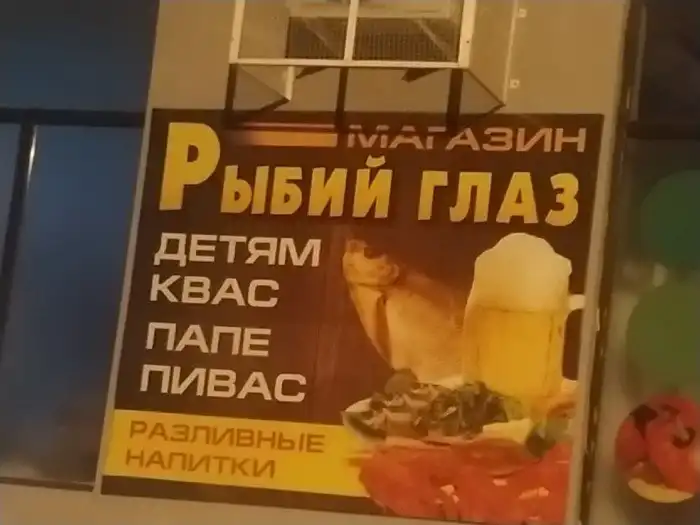 МАГАЗИН
РЫБИЙ ГЛАЗ
ДЕТЯМ
КВАС
ПАПЕ
ПИВАС
РАЗЛИВНЫЕ
НАПИТКИ